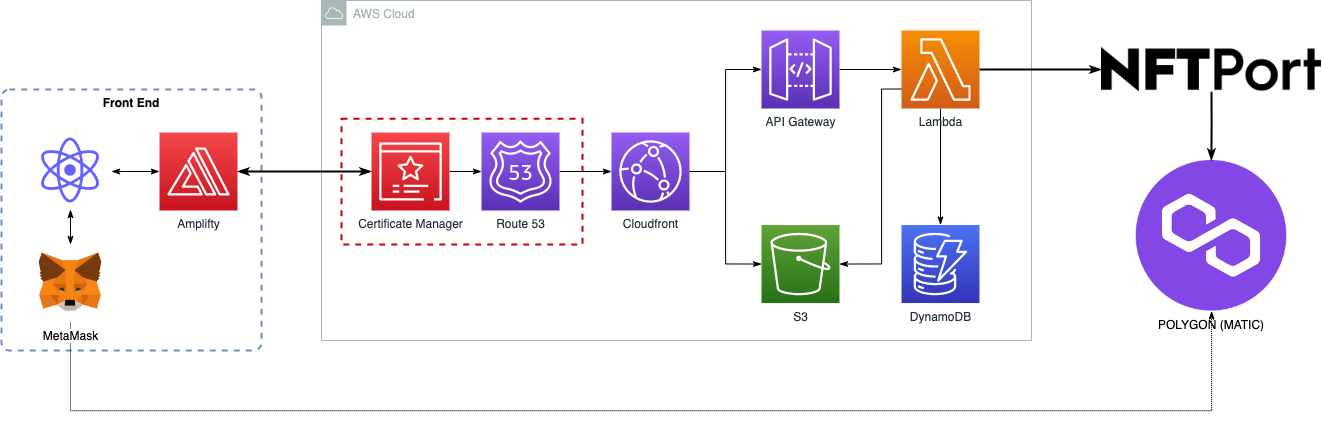 AWS Cloud
Front End
Amplifty
MetaMask
Certificate Manager
53
Route 53
Cloudfront
</>
API Gateway
Lambda
S3
DynamoDB
NFTPort
POLYGON (MATIC)